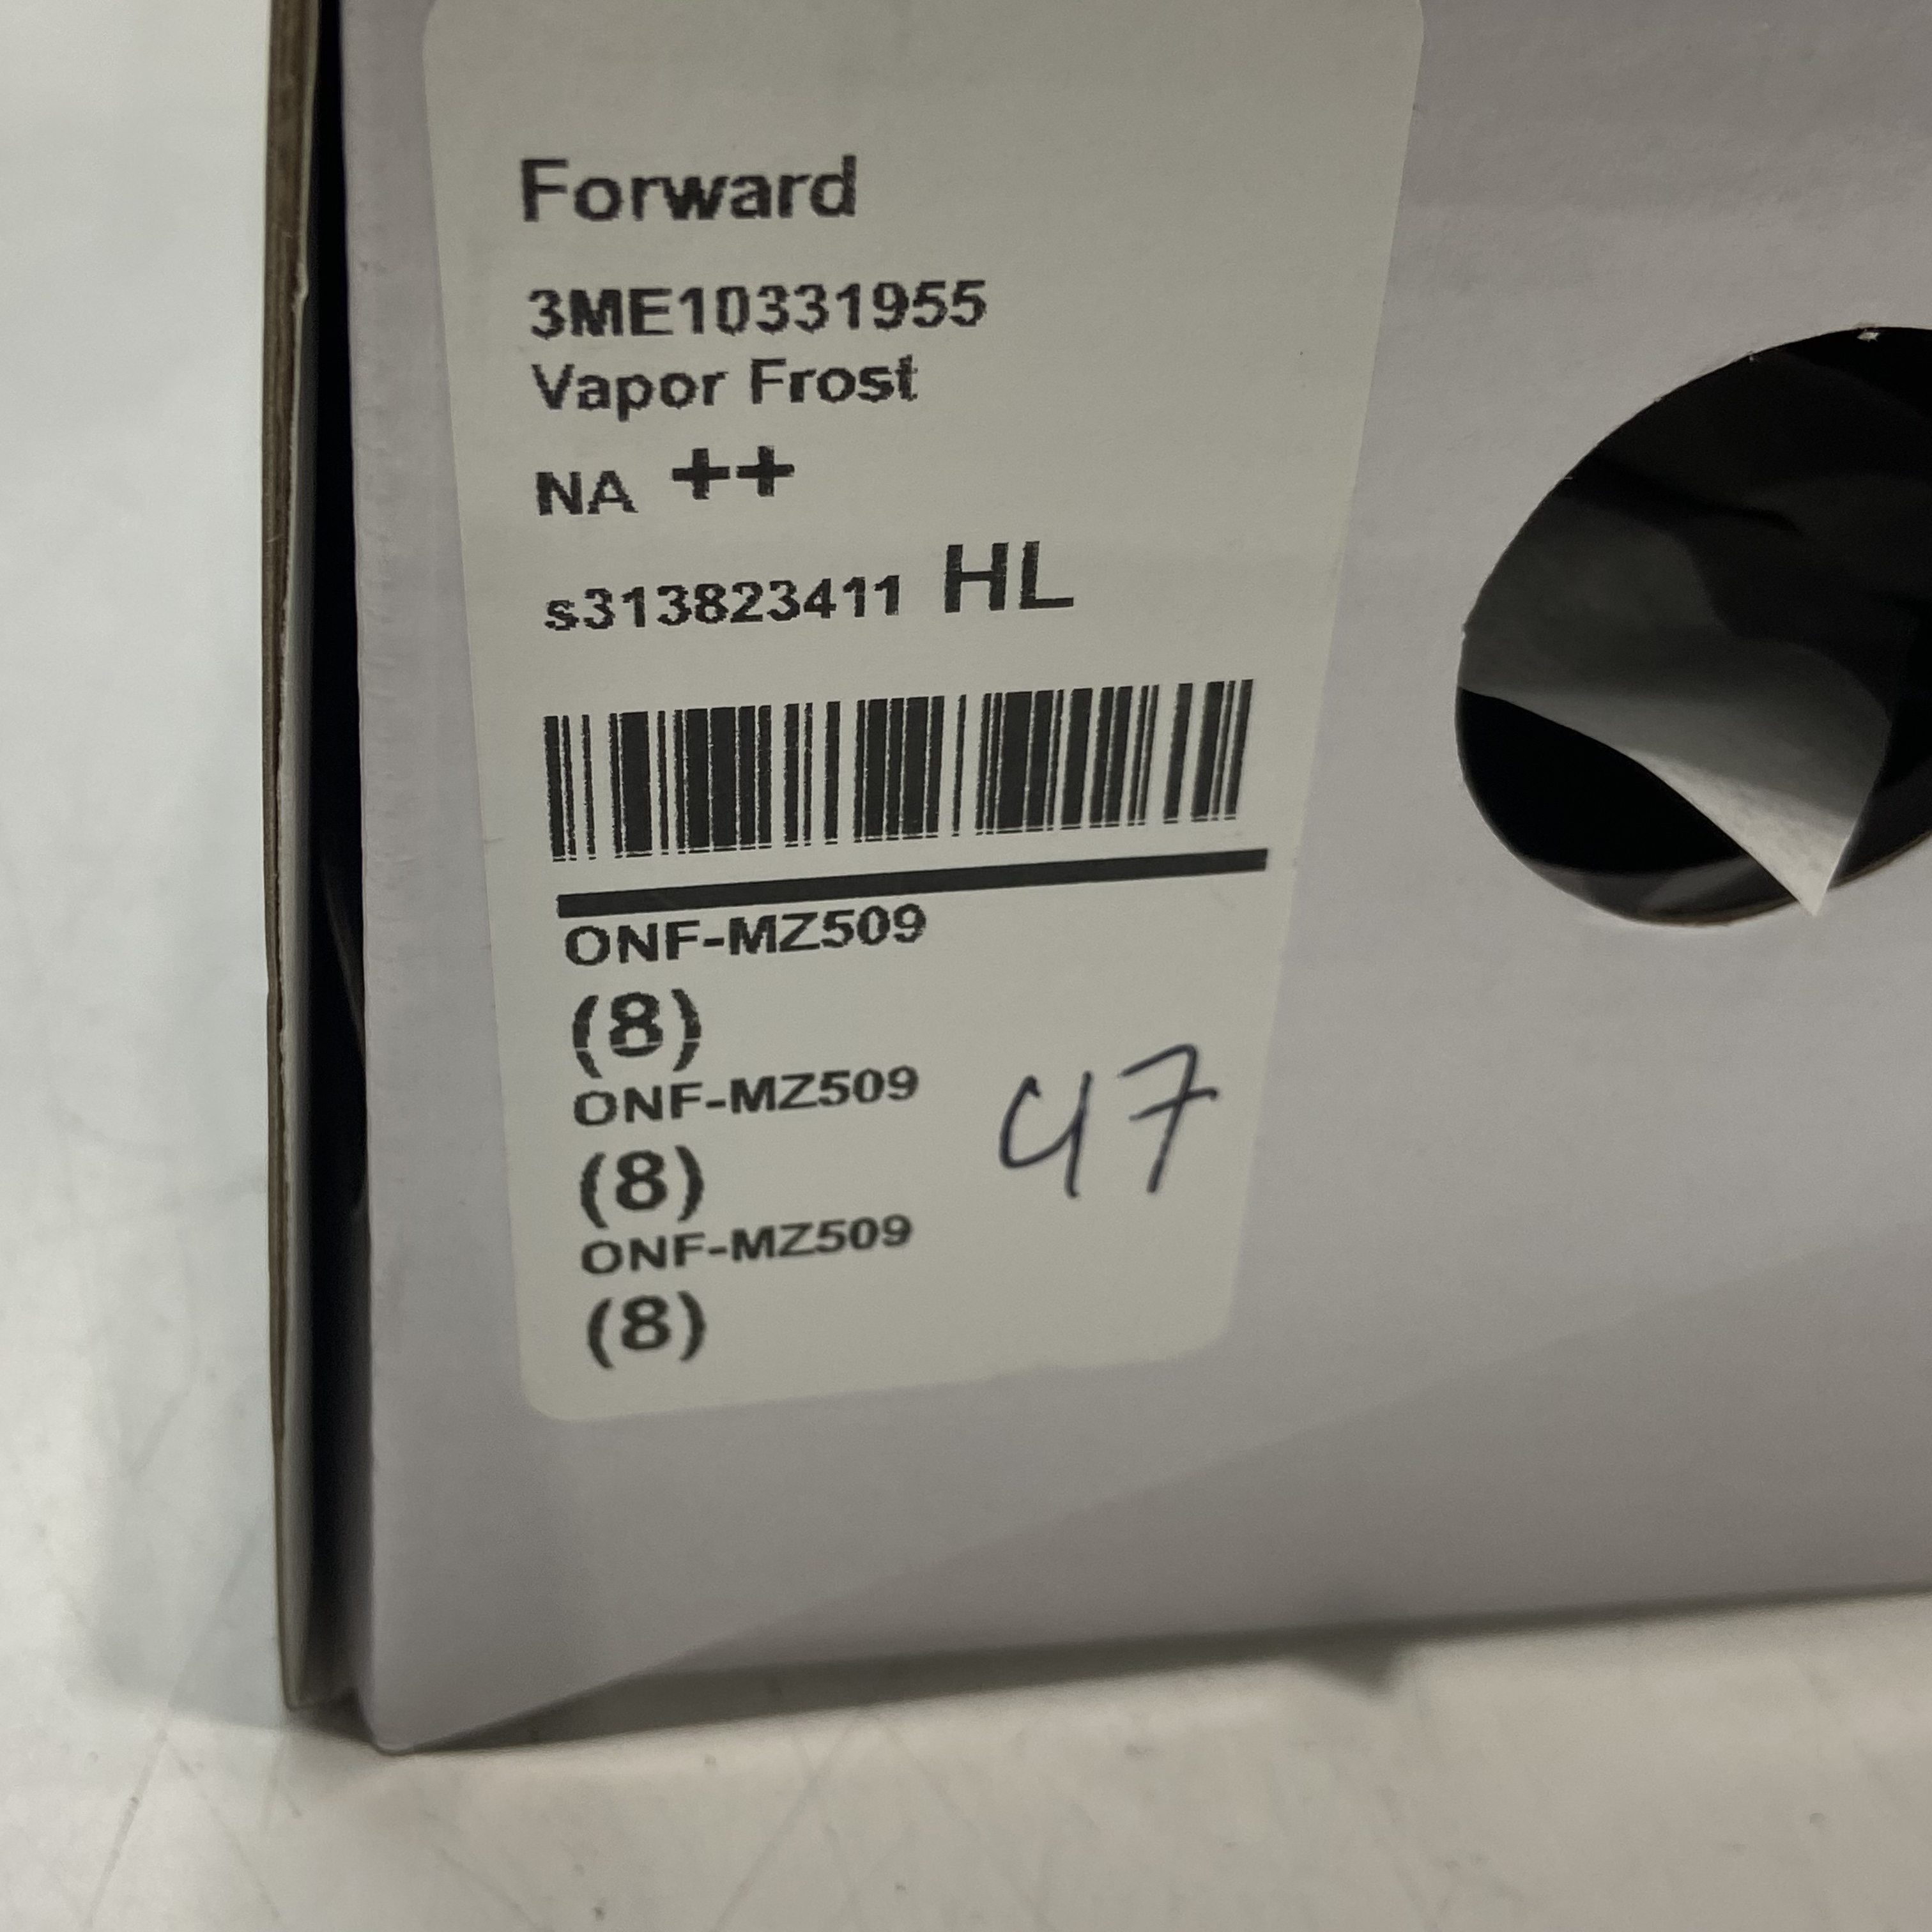 Forward
3ME10331955
Vapor Frost
NA ++
s313823411 HL
ONF-MZ509
(8)
ONF-MZ509
(8)
47
ONF-MZ509
(8)